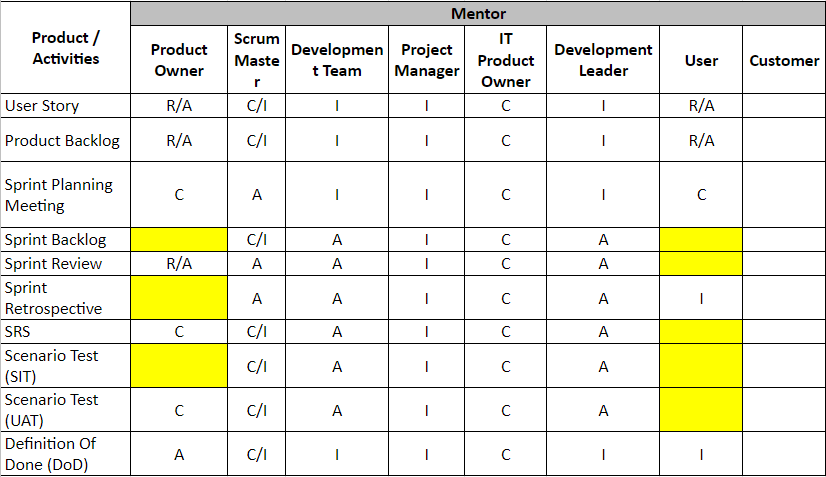 Mentor
Product / Activities Product Owner Scrum Maste r Developmen t Team Project Manager IT Product Owner Development Leader User Customer
User Story R/A C/I I I C I R/A
Product Backlog R/A C/I I I C I R/A
Sprint Planning Meeting C A I I C I C
Sprint Backlog C/I A I C A
Sprint Review R/A A A I C A
Sprint Retrospective A A I C A I
SRS C C/I A I C A
Scenario Test (SIT) C/I A I C A
Scenario Test (UAT) C C/I A I C A
Definition Of Done (DoD) A C/I I I C I I